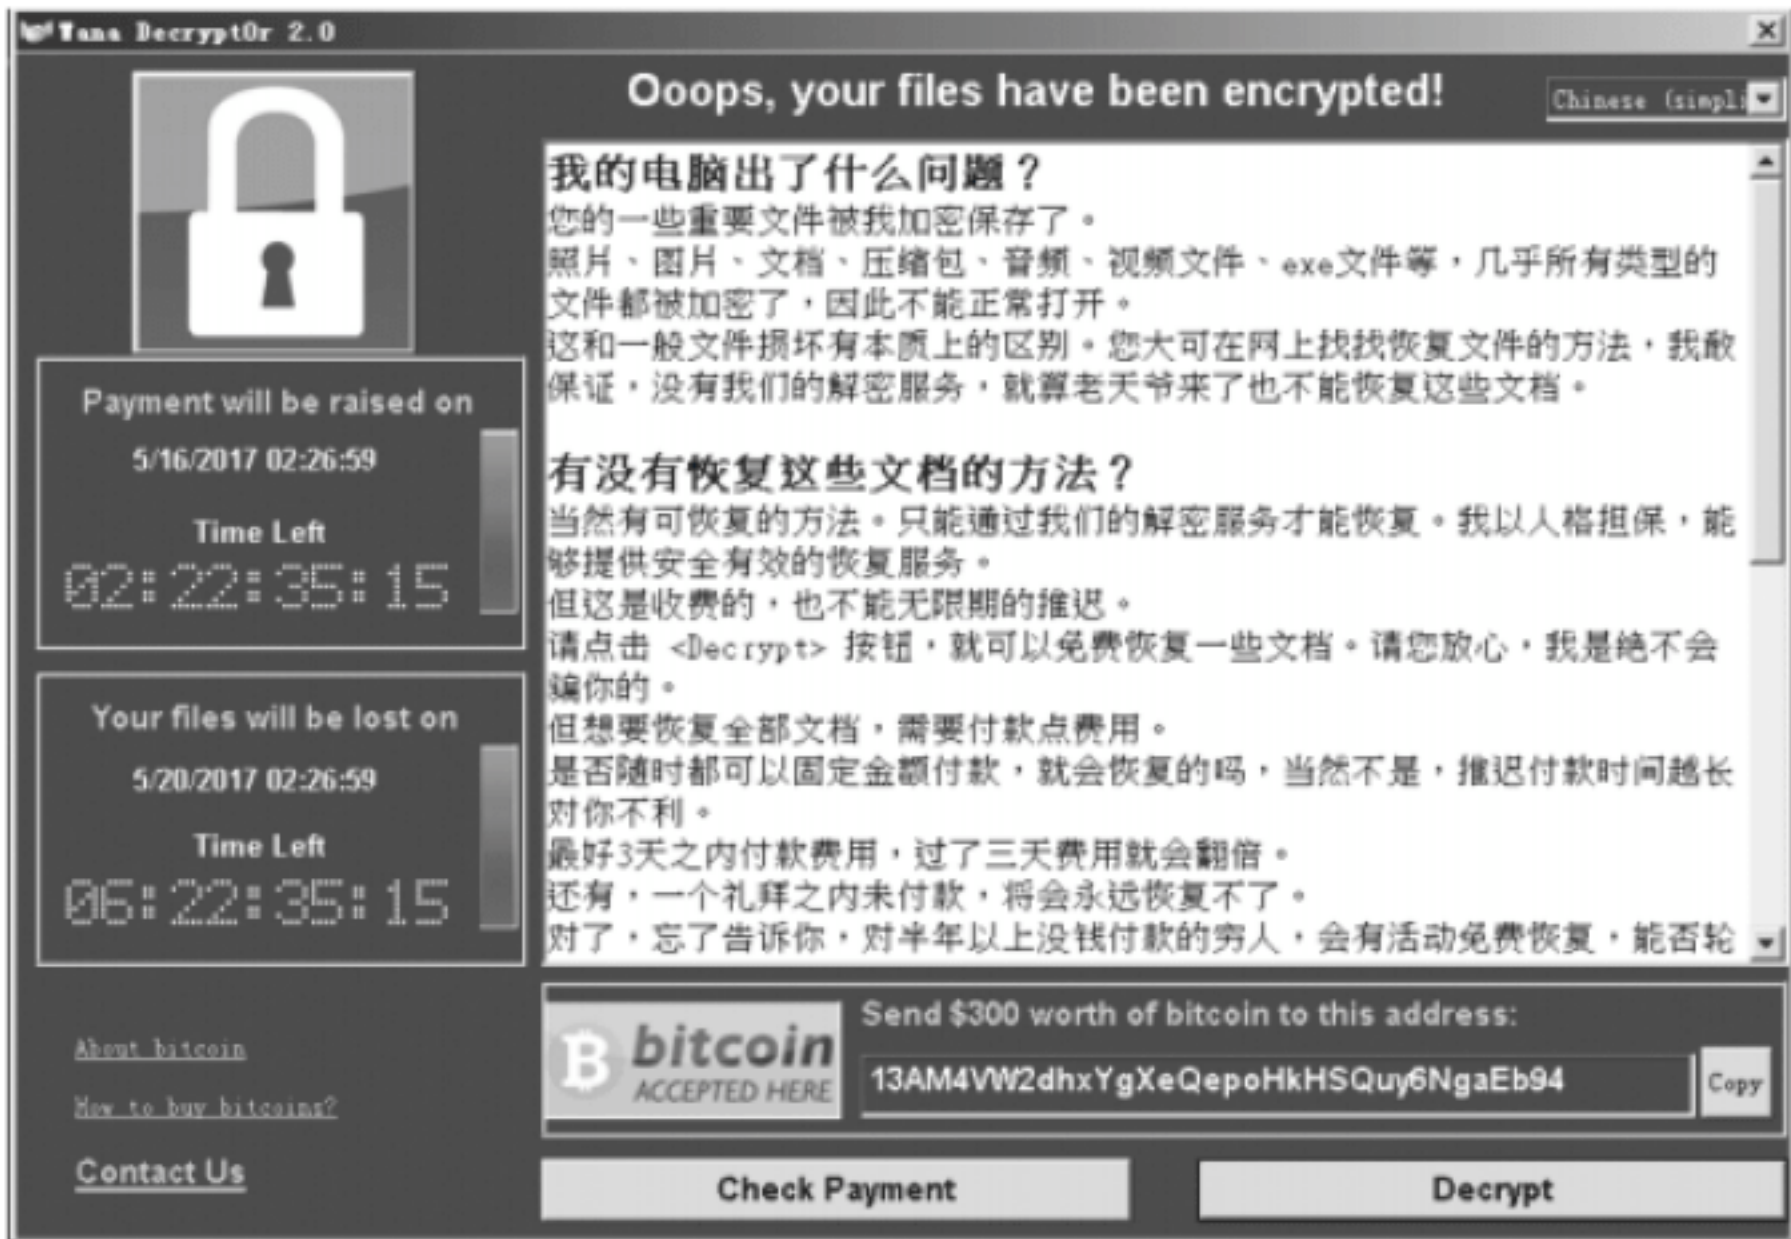 Wana Decrypt0r 2.0
Ooops, your files have been encrypted!
Chinese (simpli
我的电脑出了什么问题？
您的一些重要文件被我加密保存了。
照片、图片、文档、压缩包、音频、视频文件、exe文件等，几乎所有类型的
文件都被加密了，因此不能正常打开。
这和一般文件损坏有本质上的区别。您大可在网上找找恢复文件的方法，我敢
保证，没有我们的解密服务，就算老天爷来了也不能恢复这些文档。
有没有恢复这些文档的方法？
当然有可恢复的方法。只能通过我们的解密服务才能恢复。我以人格担保，能
够提供安全有效的恢复服务。
但这是收费的，也不能无限期的推迟。
请点击 <Decrypt> 按钮，就可以免费恢复一些文档。请您放心，我是绝不会
骗你的。
但想要恢复全部文档，需要付款点费用。
是否随时都可以固定金额付款，就会恢复的吗，当然不是，推迟付款时间越长
对你不利。
最好3天之内付款费用，过了三天费用就会翻倍。
还有，一个礼拜之内未付款，将会永远恢复不了。
对了，忘了告诉你，对半年以上没钱付款的穷人，会有活动免费恢复，能否轮
Payment will be raised on
5/16/2017 02:26:59
Time Left
02:22:35:15
Your files will be lost on
5/20/2017 02:26:59
Time Left
06:22:35:15
About bitcoin
How to buy bitcoins?
Contact Us
B bitcoin
ACCEPTED HERE
Send $300 worth of bitcoin to this address:
13AM4VW2dhxYgXeQepoHkHSQuy6NgaEb94
Copy
Check Payment
Decrypt